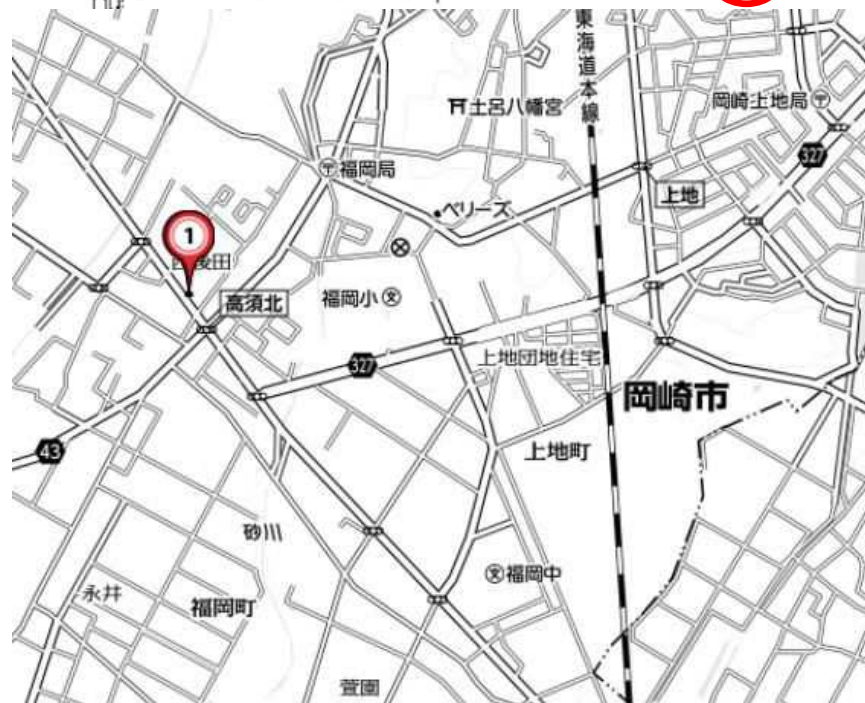 東海道本線
土呂八幡宮
岡崎上地局
327
福岡局
上地
ベリーズ
1
高須北
福岡小
327
上地団地住宅
岡崎市
43
上地町
砂川
福岡中
永井
福岡町
萱園